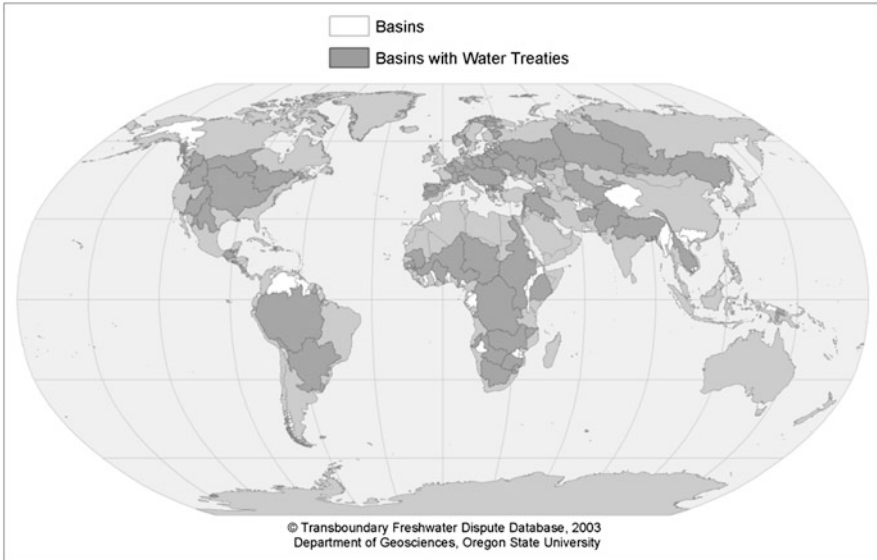 Basins
Basins with Water Treaties
© Transboundary Freshwater Dispute Database, 2003
Department of Geosciences, Oregon State University